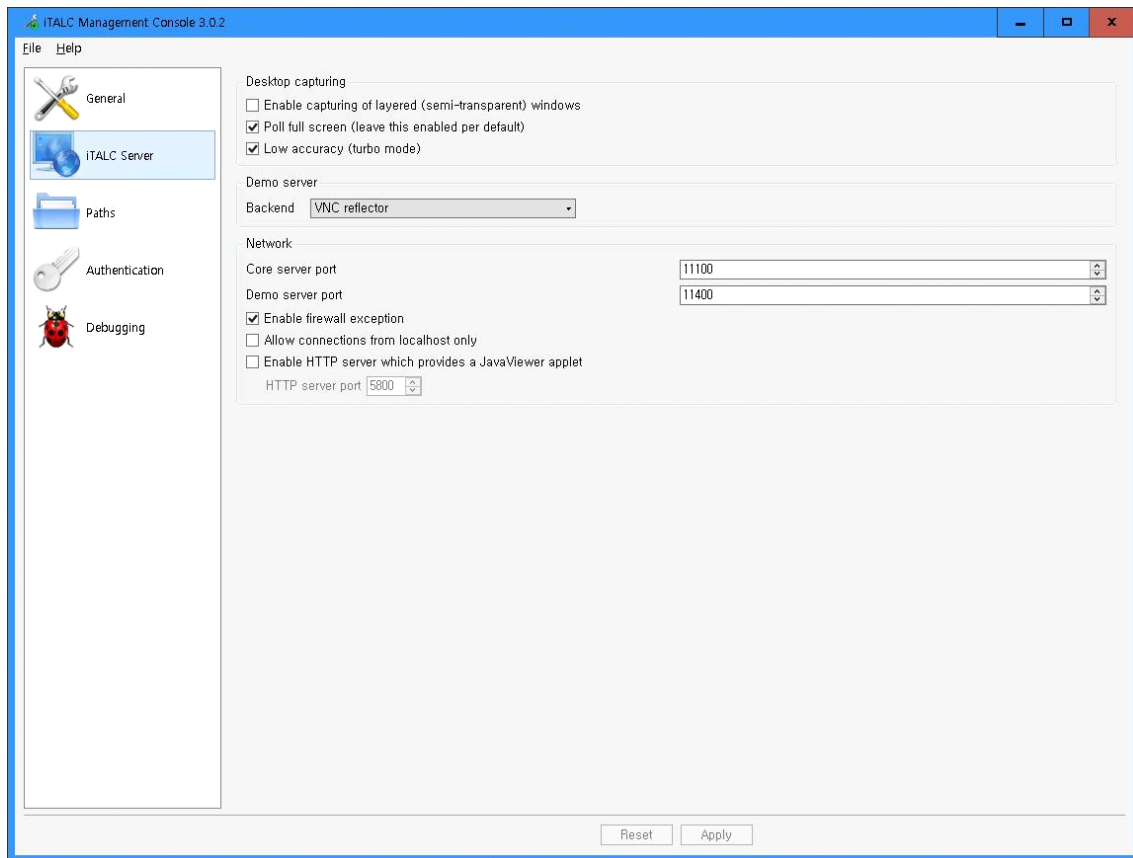 iTALC Management Console 3.0.2
File Help
General
iTALC Server
Paths
Authentication
Debugging
Desktop capturing
Enable capturing of layered (semi-transparent) windows
Poll full screen (leave this enabled per default)
Low accuracy (turbo mode)
Demo server
Backend VNC reflector
Network
Core server port 11100
Demo server port 11400
Enable firewall exception
Allow connections from localhost only
Enable HTTP server which provides a JavaViewer applet
HTTP server port 5800
Reset Apply